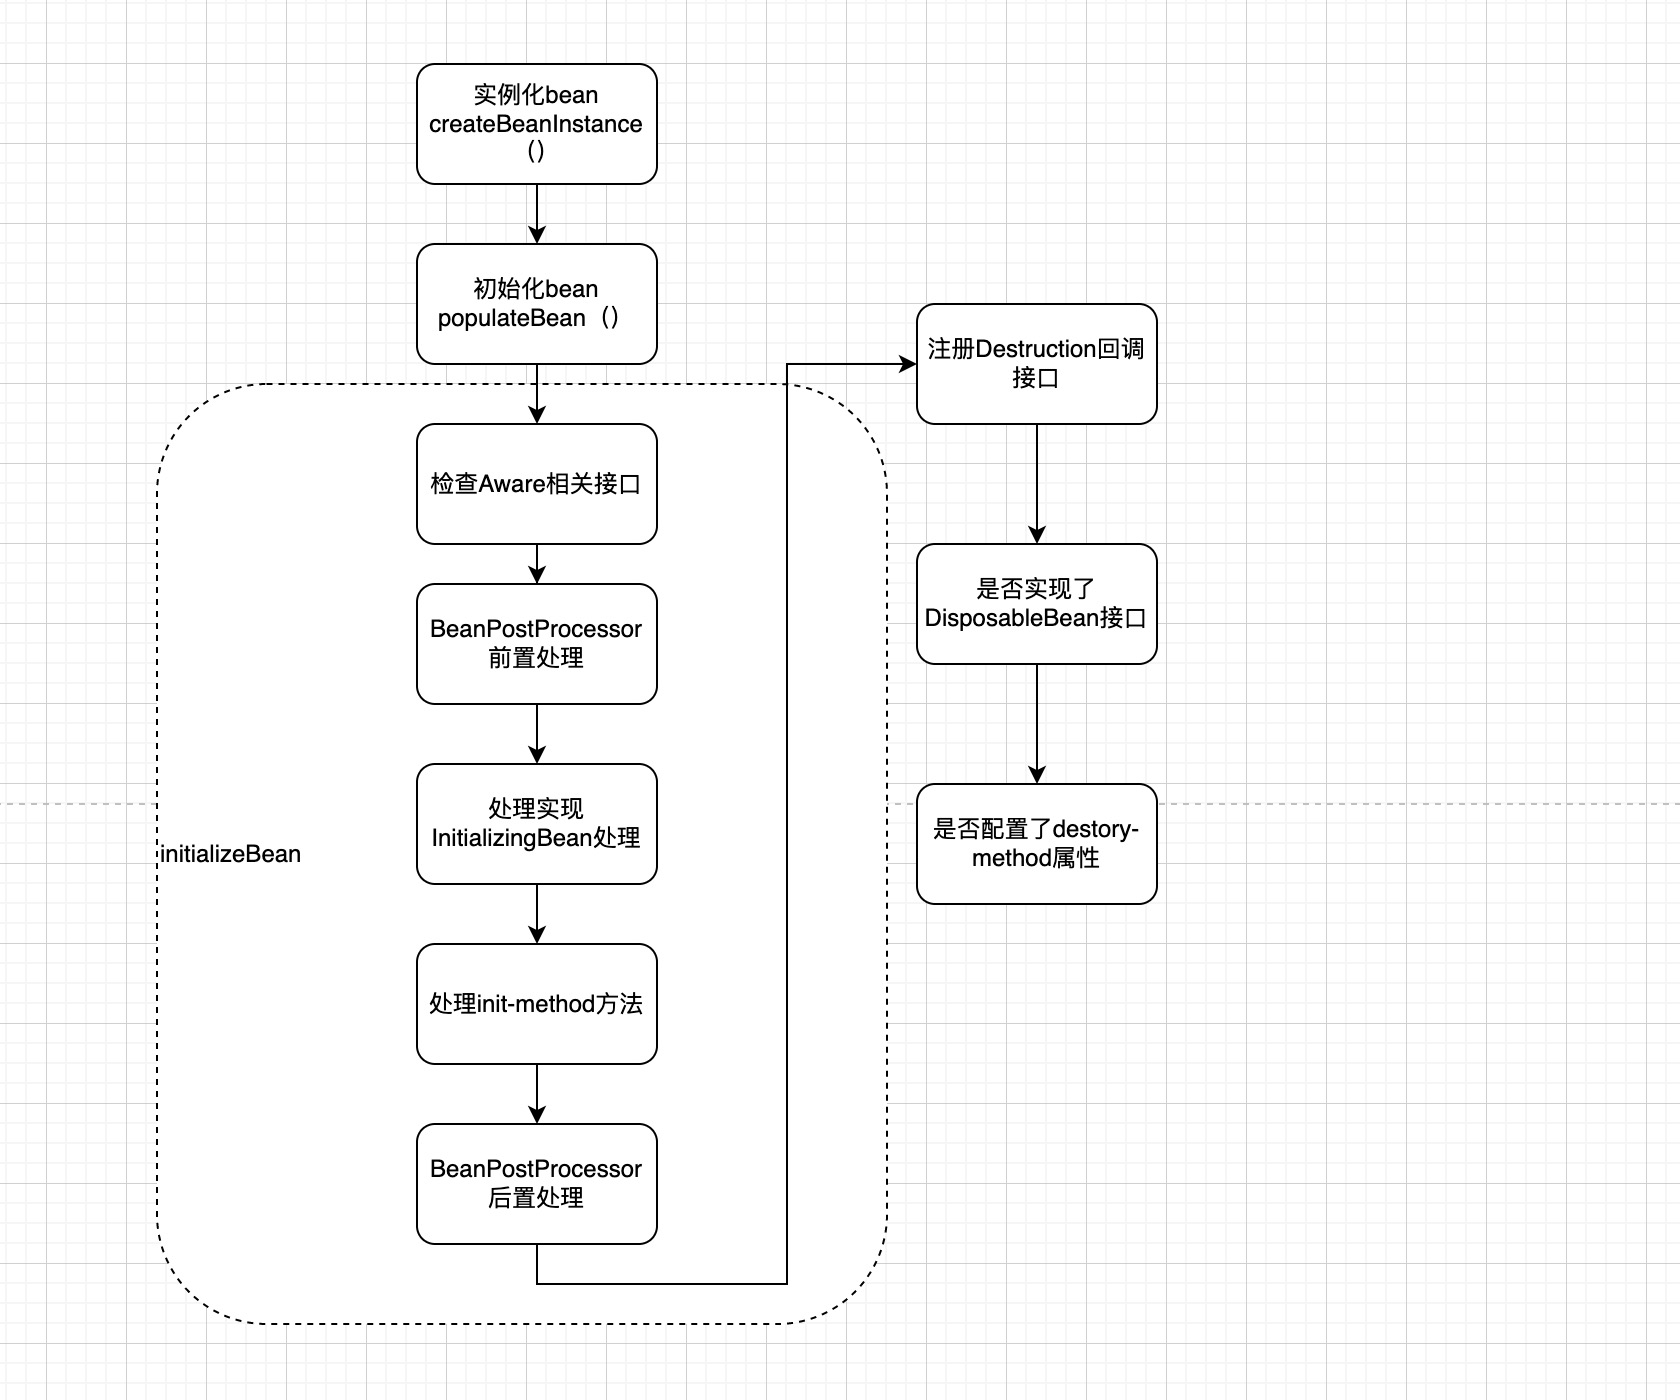 实例化bean
createBeanInstance
()
初始化bean
populateBean（）
检查Aware相关接口
BeanPostProcessor
前置处理
处理实现
InitializingBean处理
initializeBean
处理init-method方法
BeanPostProcessor
后置处理
注册Destruction回调
接口
是否实现了
DisposableBean接口
是否配置了destory-
method属性